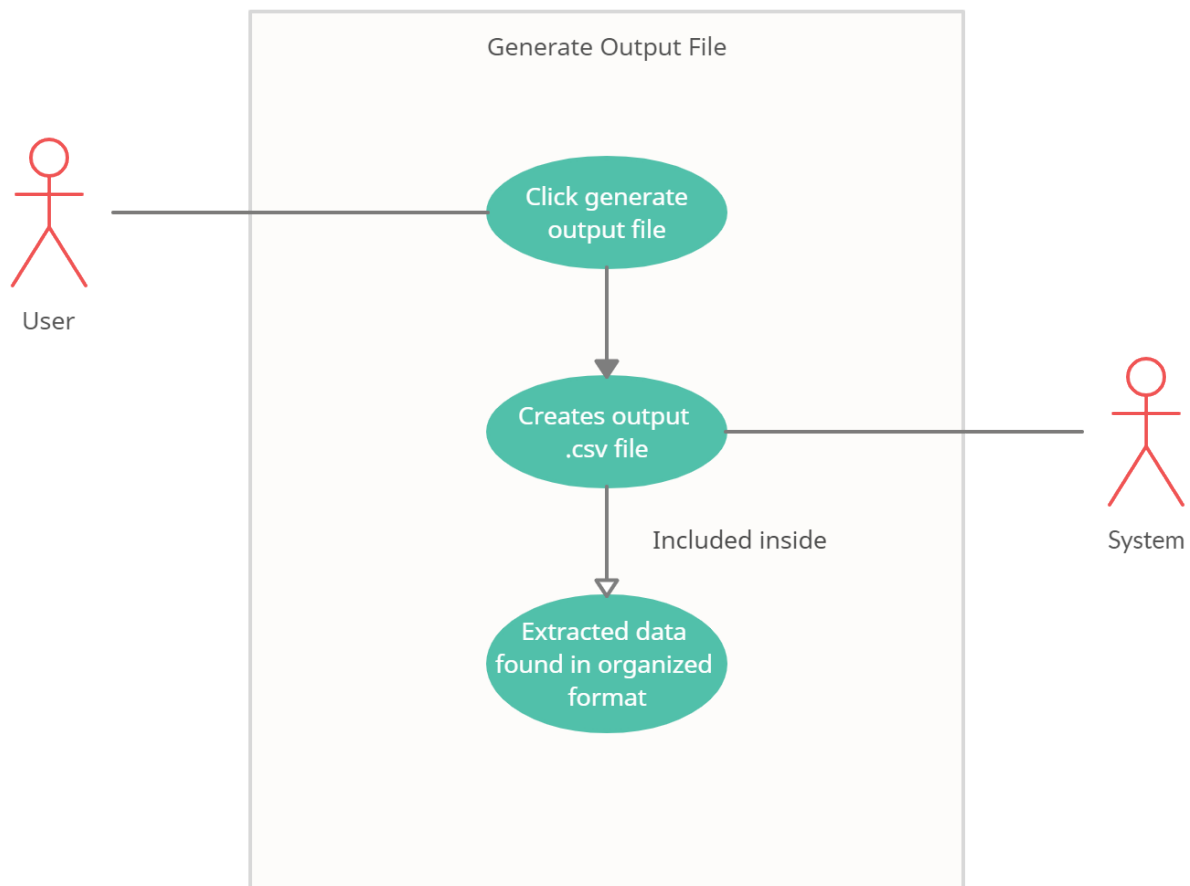 Generate Output File
Click generate
output file
User
Creates output
.csv file
Included inside
System
Extracted data
found in organized
format